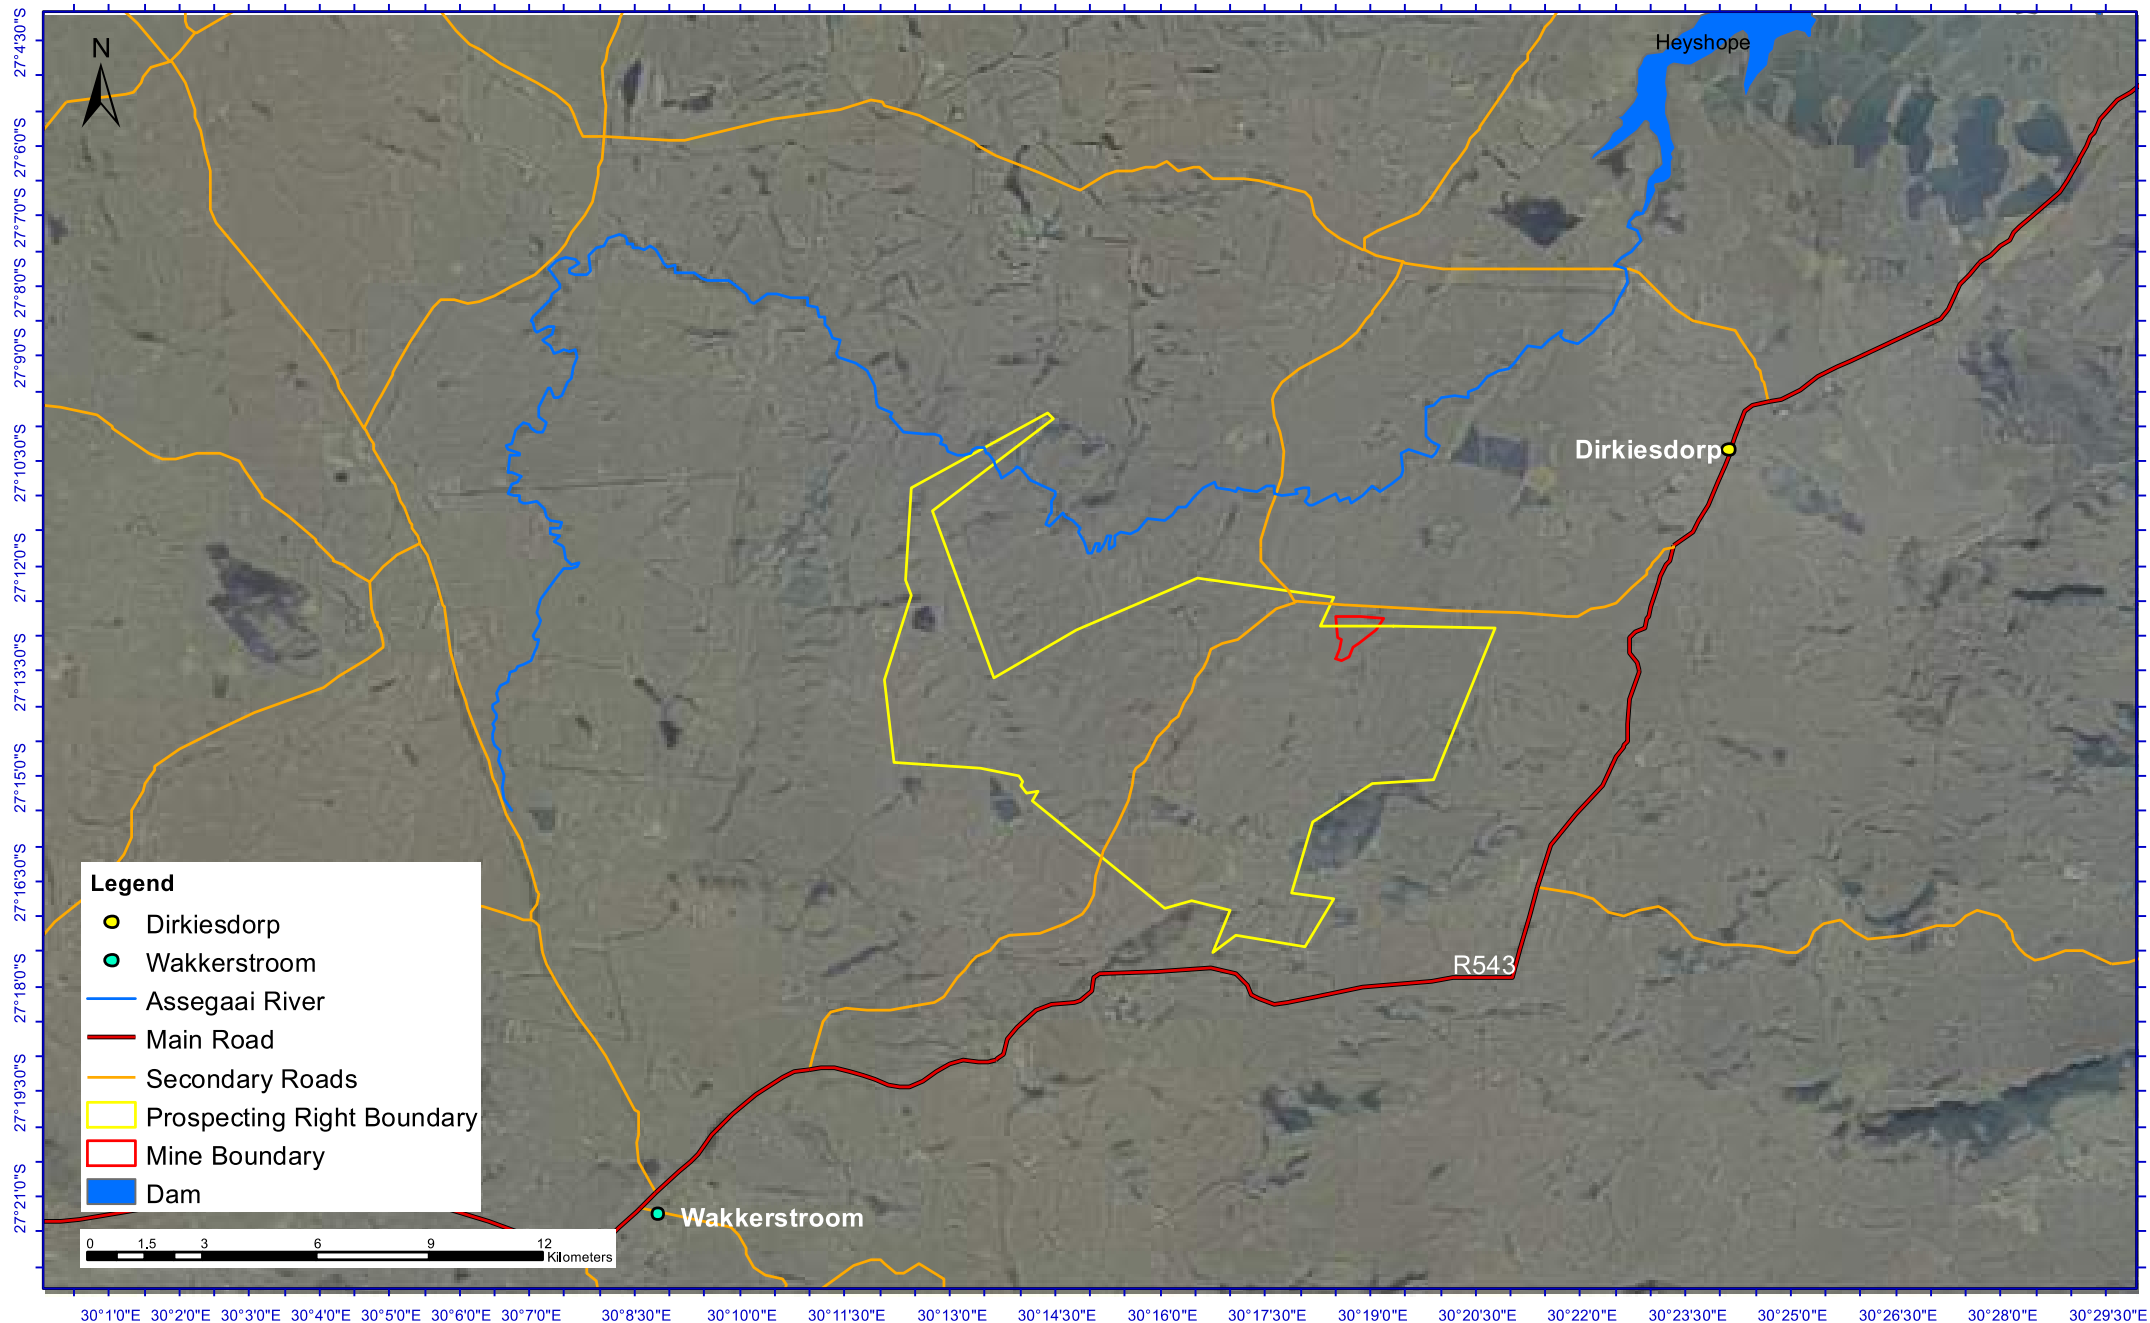 N
Heyshope
Dirkiesdorp
R543
Wakkerstroom
Legend
Dirkiesdorp
Wakkerstroom
Assegaai River
Main Road
Secondary Roads
Prospecting Right Boundary
Mine Boundary
Dam
0 1.5 3 6 9 12
Kilometers
27°4'30"S
27°6'0"S
27°7'0"S
27°8'0"S
27°9'0"S
27°10'30"S
27°12'0"S
27°13'30"S
27°15'0"S
27°16'30"S
27°18'0"S
27°19'30"S
27°21'0"S
30°1'0"E 30°2'0"E 30°3'0"E 30°4'0"E 30°5'0"E 30°6'0"E 30°7'0"E 30°8'30"E 30°10'0"E 30°11'30"E 30°13'0"E 30°14'30"E 30°16'0"E 30°17'30"E 30°19'0"E 30°20'30"E 30°22'0"E 30°23'30"E 30°25'0"E 30°26'30"E 30°28'0"E 30°29'30"E